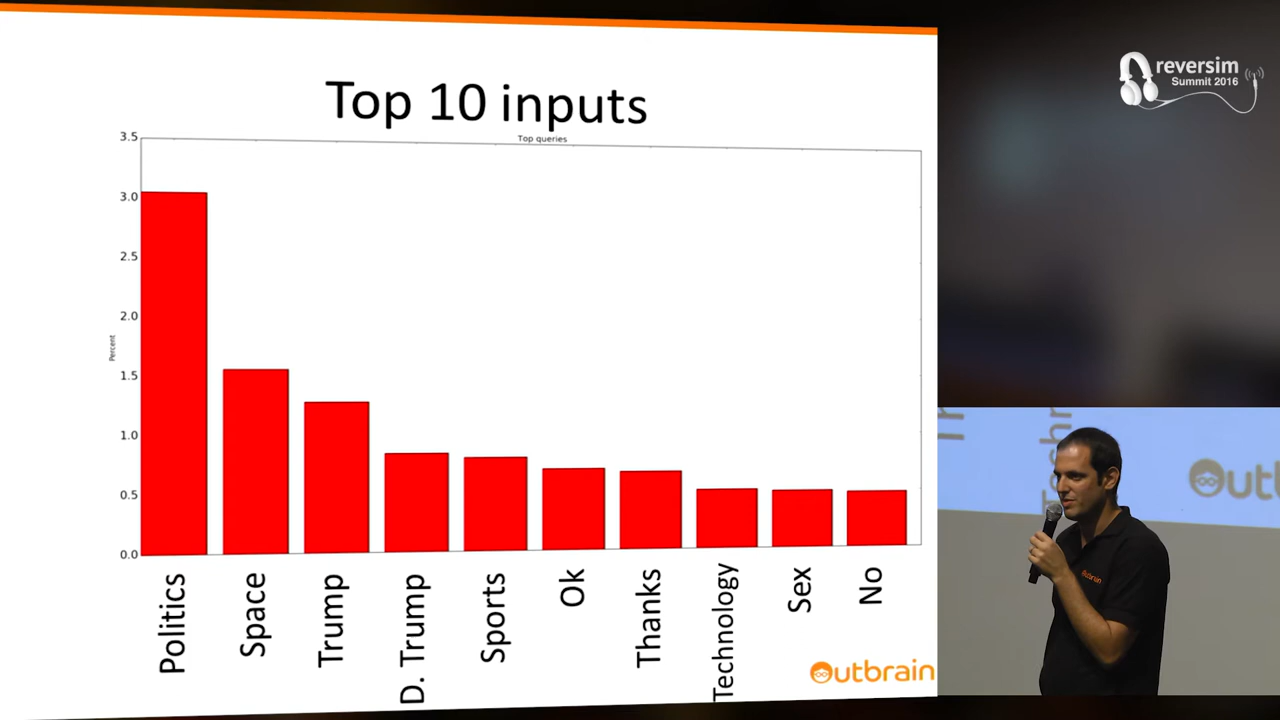 Top 10 inputs
Top queries
3.5
3.0
2.5
2.0
1.5
1.0
0.5
0.0
Percent
Politics
Space
Trump
D. Trump
Sports
Ok
Thanks
Technology
Sex
No
Outbrain
reversim
Summit 2016
Outbrain